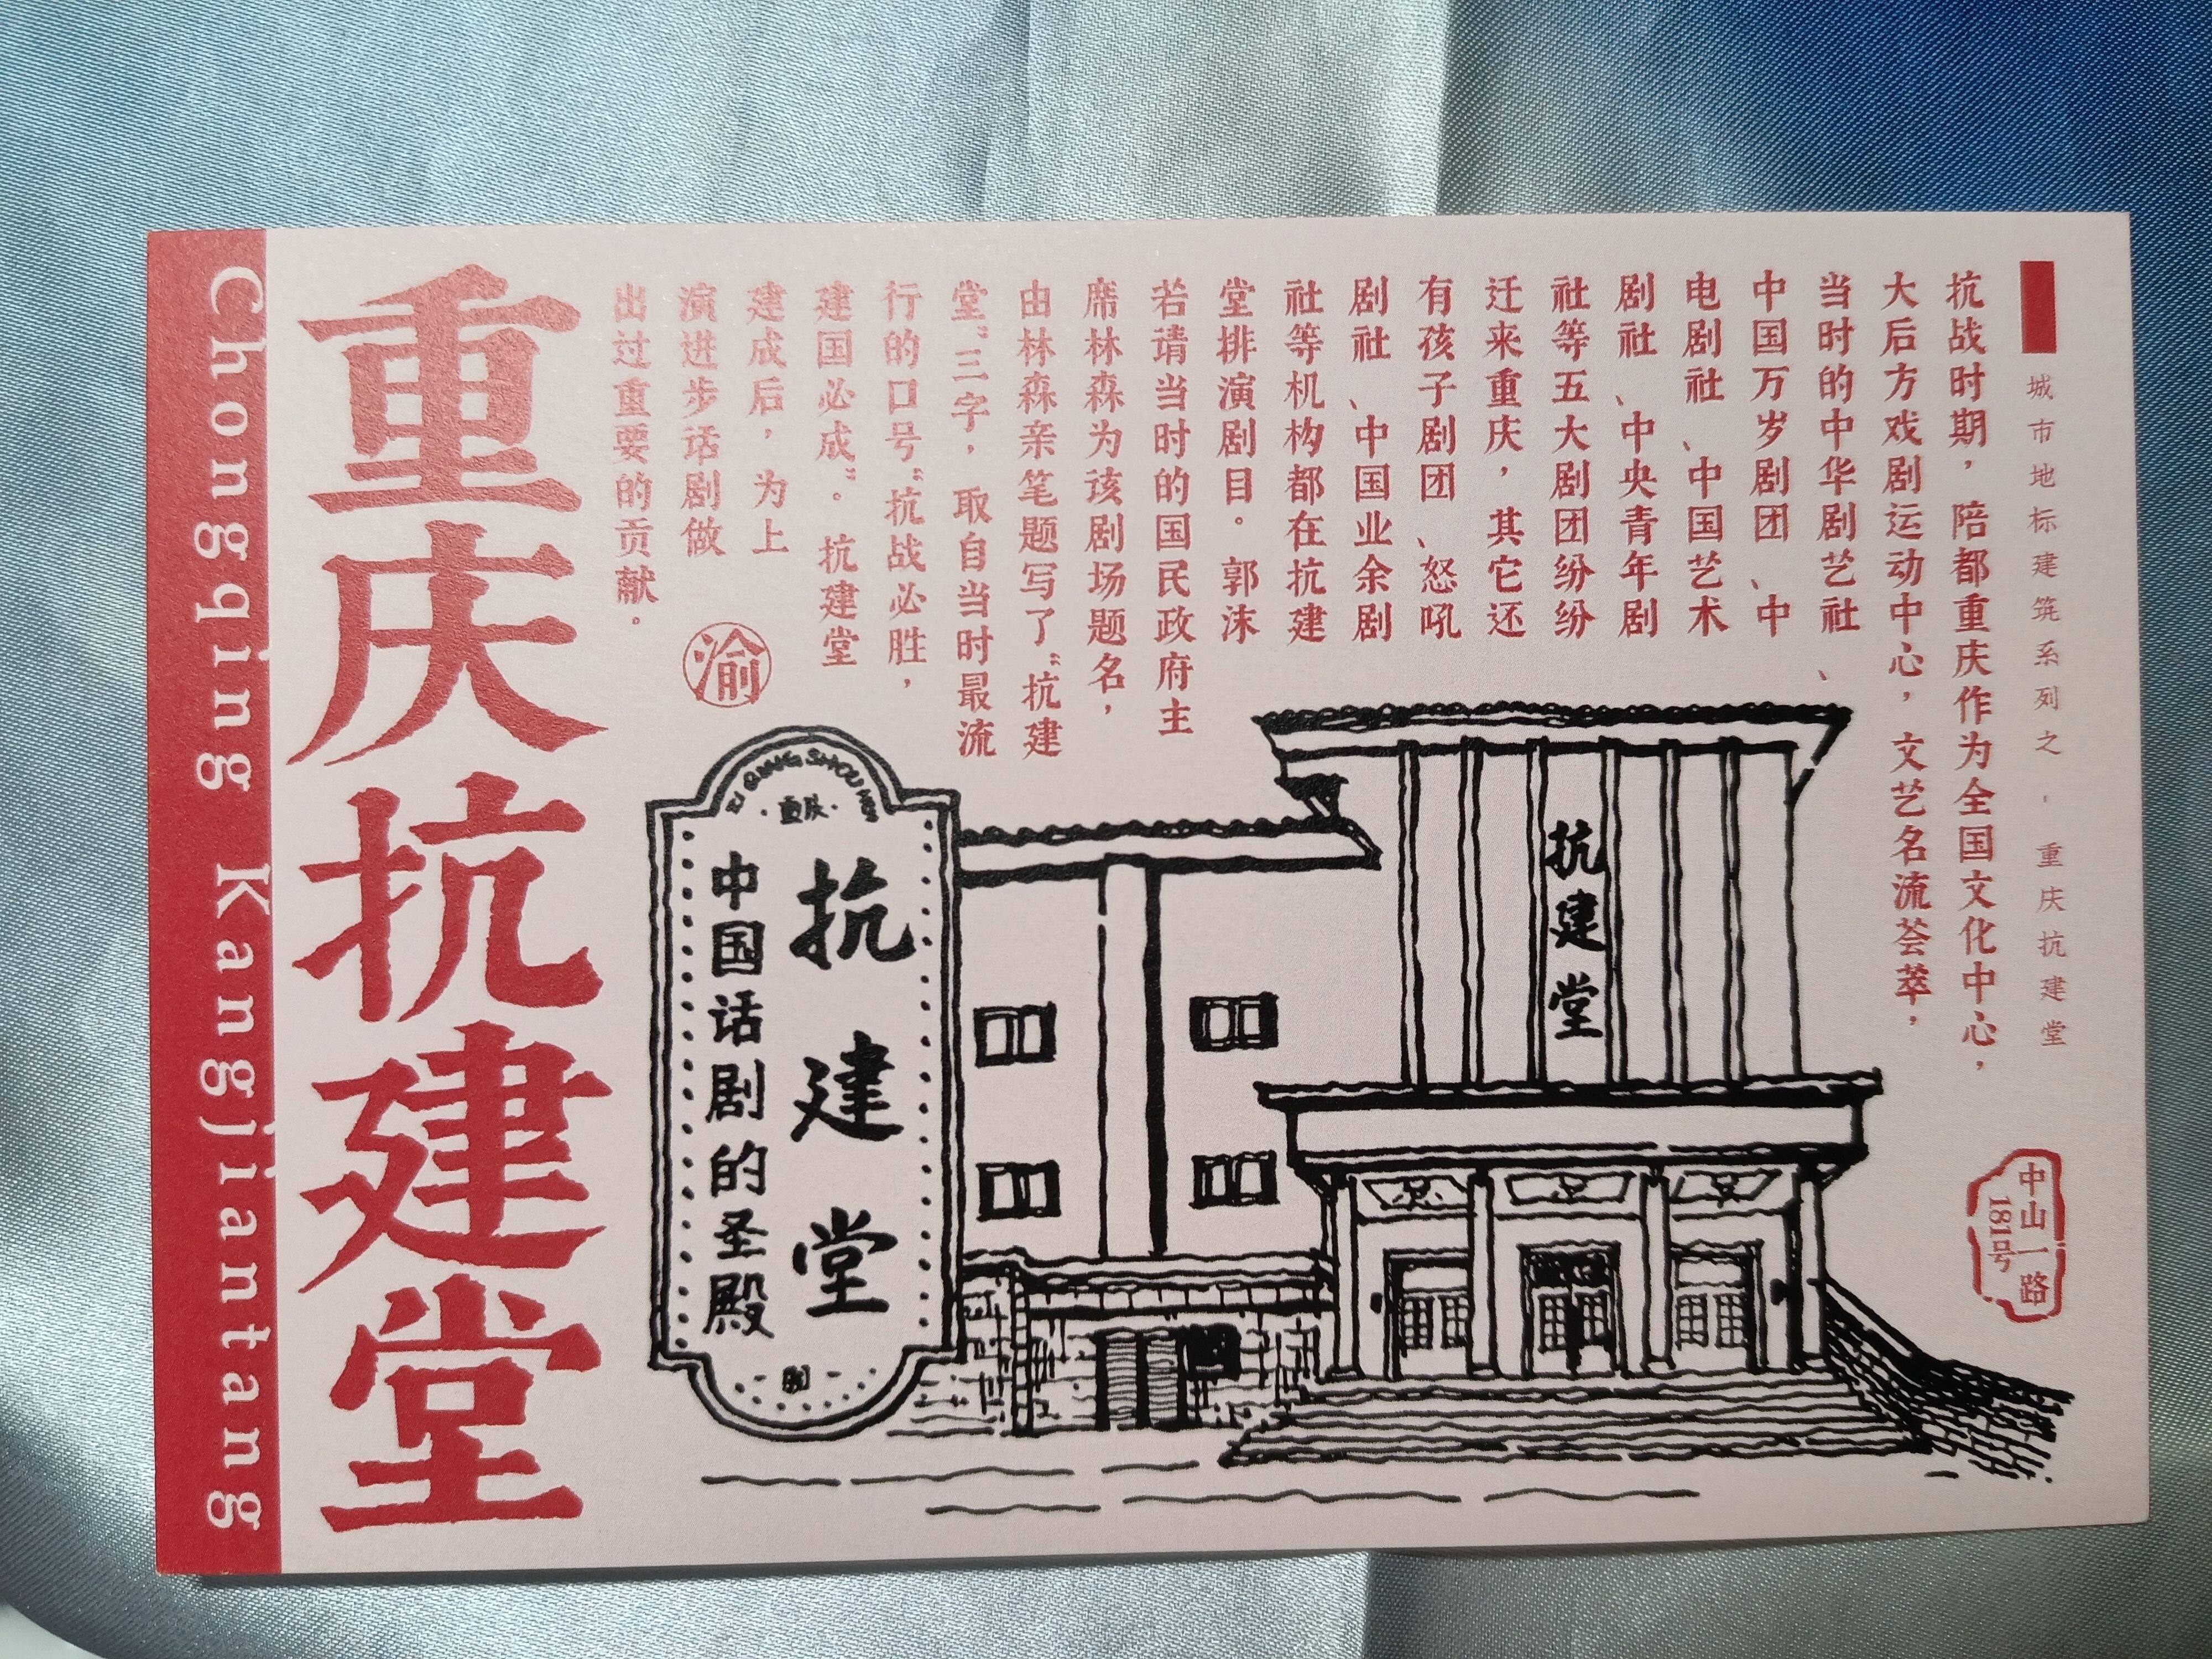 城市地标建筑系列之·重庆抗建堂
中山一路
181号
抗战时期，陪都重庆作为全国文化中心，
大后方戏剧运动中心，文艺名流荟萃，
当时的中华剧艺社、
中国万岁剧团、中
电剧社、中国艺术
剧社、中央青年剧
社等五大剧团纷纷
迁来重庆，其它还
有孩子剧团、怒吼
剧社、中国业余剧
社等机构都在抗建
堂排演剧目。郭沫
若请当时的国民政府主
席林森为该剧场题名，
由林森亲笔题写了“抗建
堂”三字，取自当时最流
行的口号“抗战必胜，
建国必成”。抗建堂
建成后，为上
演进步话剧做
出过重要的贡献。
渝
抗建堂
重庆
抗建堂
中国话剧的圣殿
重庆抗建堂
Chongqing Kangjiantang